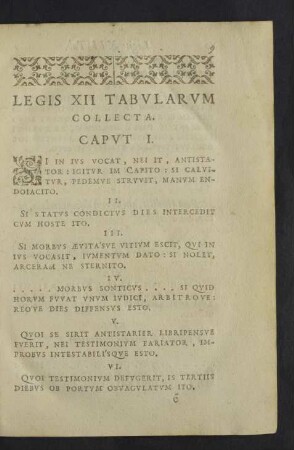 9
LEGIS XII TABVLARVM
COLLECTA.
CAPVT I.
SI IN IVS VOCAT, NEI IT, ANTISTA-
TOR: IGITVR IM CAPITO: SI CALVI-
TVR, PEDEMVE STRVVIT, MANVM EN-
DOIACITO.
II.
SI STATVS CONDICTVS DIES INTERCEDIT
CVM HOSTE ITO.
III.
SI MORBVS ÆVITASVE VITIVM ESCIT, QVI IN
IVS VOCASIT, IVMENTVM DATO: SI NOLET,
ARCERAM NE STERNITO.
IV.
. . . . . MORBVS SONTICVS . . . . SI QVID
HORVM FVVAT VNVM IVDICI, ARBITROVE:
REOVE DIES DIFFENSVS ESTO.
V.
QVOI SE SIRIT ANTISTARIER LIBRIPENSVE
FVERIT, NEI TESTIMONIVM FARIATOR, IM-
PROBVS INTESTABILISQVE ESTO.
VI.
QVOI TESTIMONIVM DEFVGERIT, IS TERTIIS
DIEBVS OB PORTVM OBVAGVLATVM ITO.
C